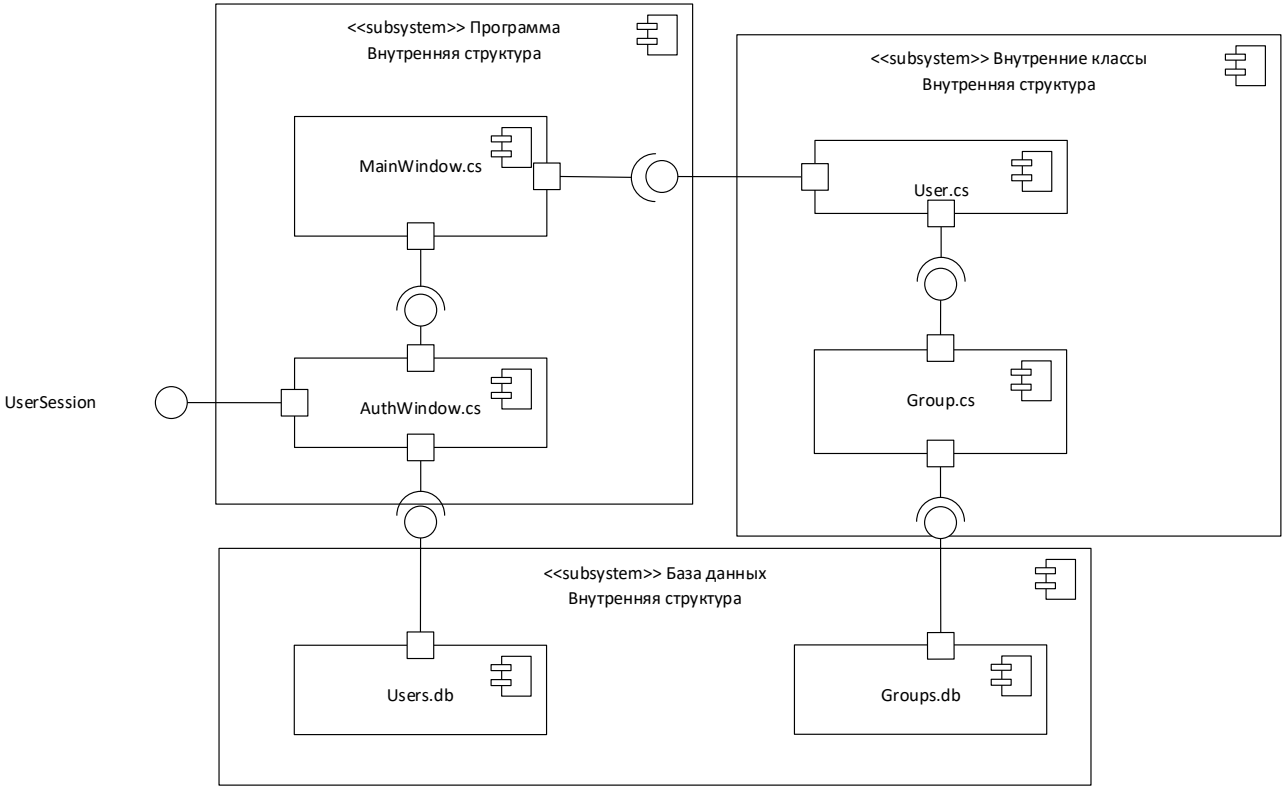 <<subsystem>> Программа
Внутренняя структура
<<subsystem>> Внутренние классы
Внутренняя структура
MainWindow.cs
User.cs
UserSession
AuthWindow.cs
Group.cs
<<subsystem>> База данных
Внутренняя структура
Users.db
Groups.db